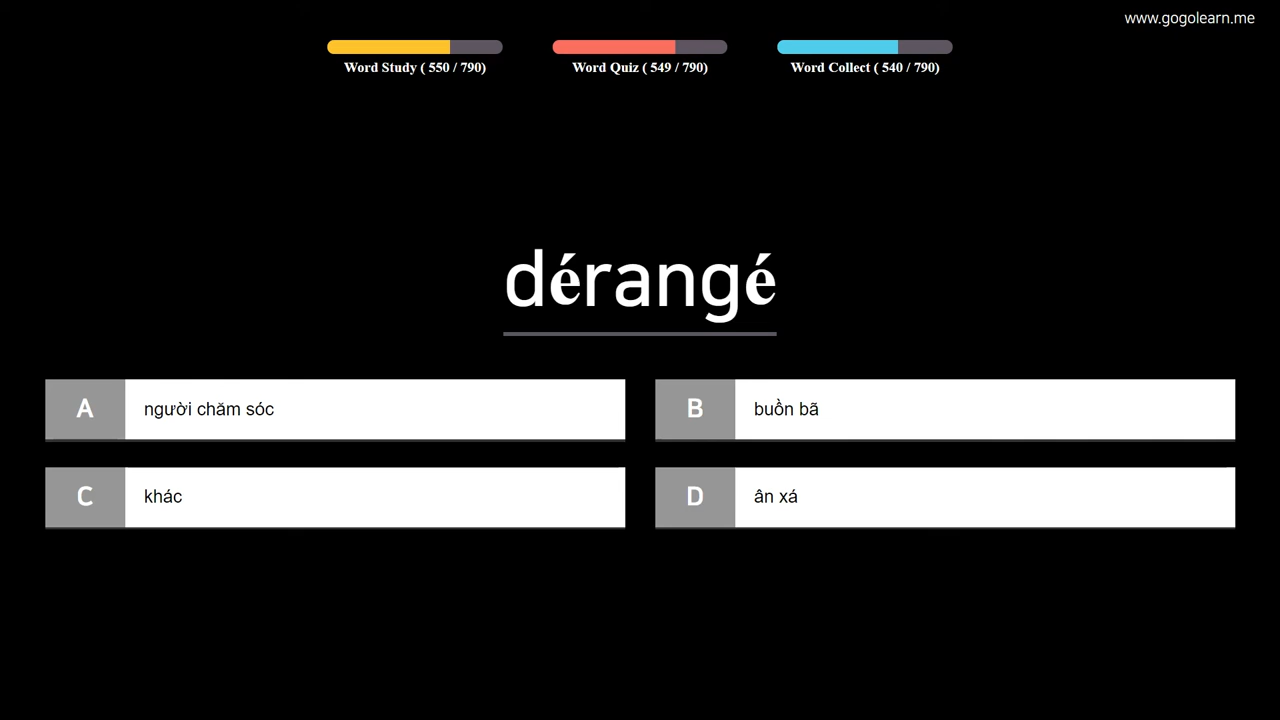 www.gogolearn.me
Word Study ( 550 / 790)
Word Quiz ( 549 / 790)
Word Collect ( 540 / 790)
dérangé
A người chăm sóc
B buồn bã
C khác
D ân xá